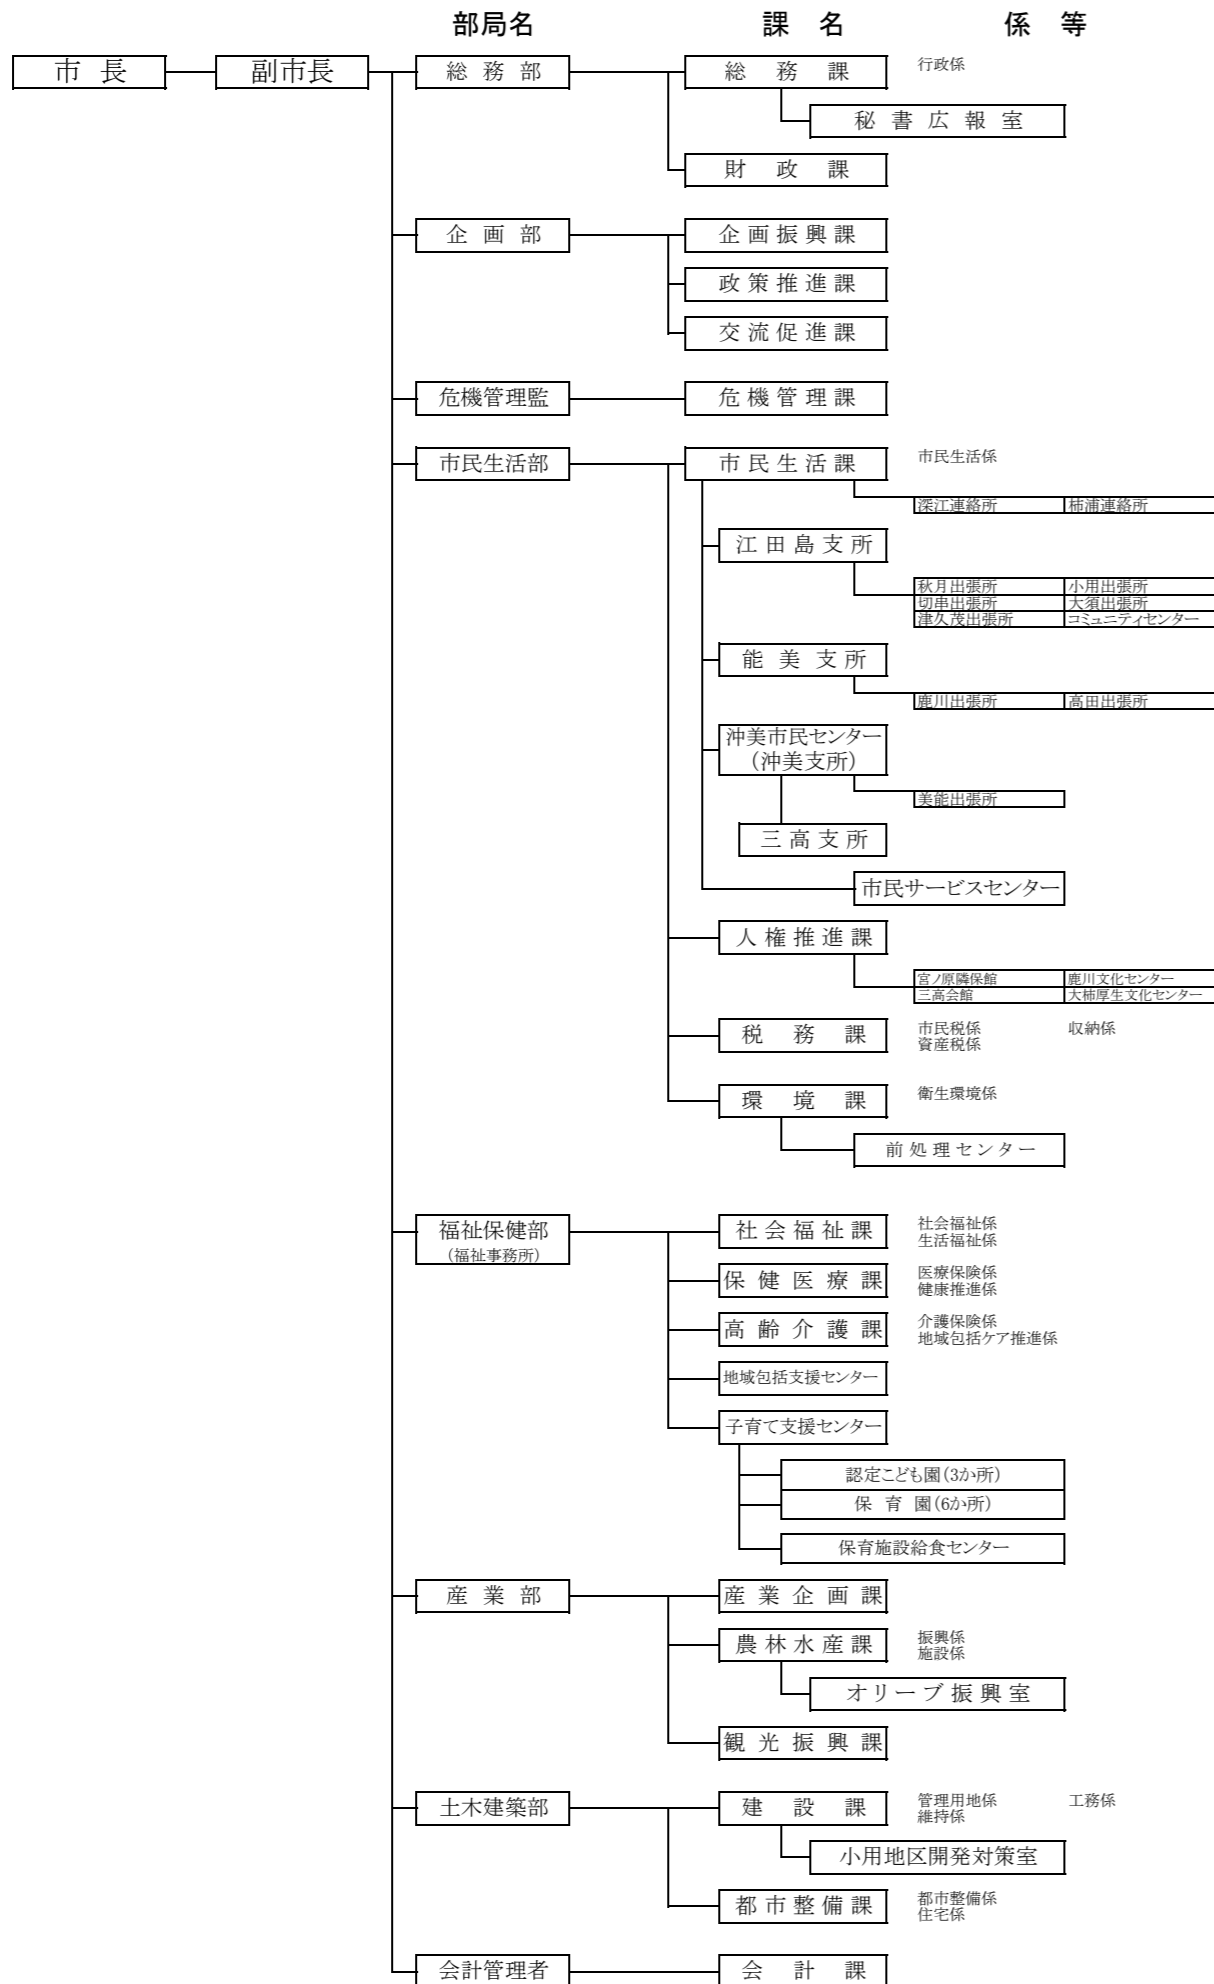 部局名 課 名 係 等
市 長 副市長 総 務 部 総 務 課 行政係
秘 書 広 報 室
財 政 課
企 画 部 企 画 振 興 課
政 策 推 進 課
交 流 促 進 課
危機管理監 危 機 管 理 課
市民生活部 市 民 生 活 課 市民生活係
深江連絡所 柿浦連絡所
江 田 島 支 所
秋月出張所 小用出張所
切串出張所 大須出張所
津久茂出張所 コミュニティセンター
能 美 支 所
鹿川出張所 高田出張所
沖美市民センター
（沖美支所）
美能出張所
三 高 支 所
市民サービスセンター
人 権 推 進 課
宮ノ原隣保館 鹿川文化センター
三高会館 大柿厚生文化センター
税 務 課 市民税係 収納係
資産税係
環 境 課 衛生環境係
前 処 理 セ ン タ ー
福祉保健部 社 会 福 祉 課 社会福祉係
（福祉事務所） 生活福祉係
保 健 医 療 課 医療保険係
健康推進係
高 齢 介 護 課 介護保険係
地域包括ケア推進係
地域包括支援センター
子育て支援センター
認定こども園（3か所）
保 育 園（6か所）
保育施設給食センター
産 業 部 産 業 企 画 課
農 林 水 産 課 振興係
施設係
オ リ ー ブ 振 興 室
観 光 振 興 課
土木建築部 建 設 課 管理用地係 工務係
維持係
小用地区開発対策室
都 市 整 備 課 都市整備係
住宅係
会計管理者 会 計 課